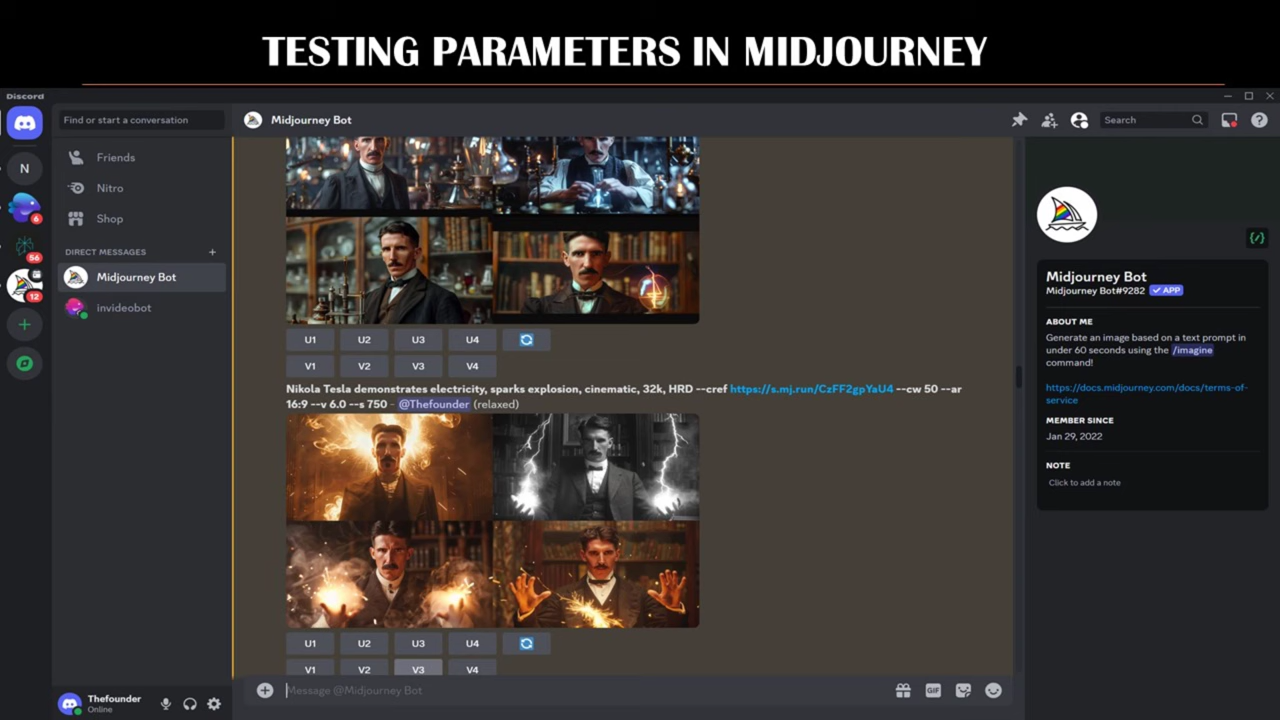 TESTING PARAMETERS IN MIDJOURNEY
Discord
Find or start a conversation
Midjourney Bot
Search
N
Friends
6
Nitro
56
Shop
12
DIRECT MESSAGES
Midjourney Bot
invidebot
U1 U2 U3 U4
V1 V2 V3 V4
Nikola Tesla demonstrates electricity, sparks explosion, cinematic, 32k, HRD --cref https://s.mj.run/CzFF2gpYaU4 --cw 50 --ar
16:9 --v 6.0 --s 750 - @Thefounder (relaxed)
U1 U2 U3 U4
V1 V2 V3 V4
Message @Midjourney Bot
GIF
Thefounder
Online
Midjourney Bot
Midjourney Bot#9282 APP
ABOUT ME
Generate an image based on a text prompt in
under 60 seconds using the /imagine
command!
https://docs.midjourney.com/docs/terms-of-
service
MEMBER SINCE
Jan 29, 2022
NOTE
Click to add a note